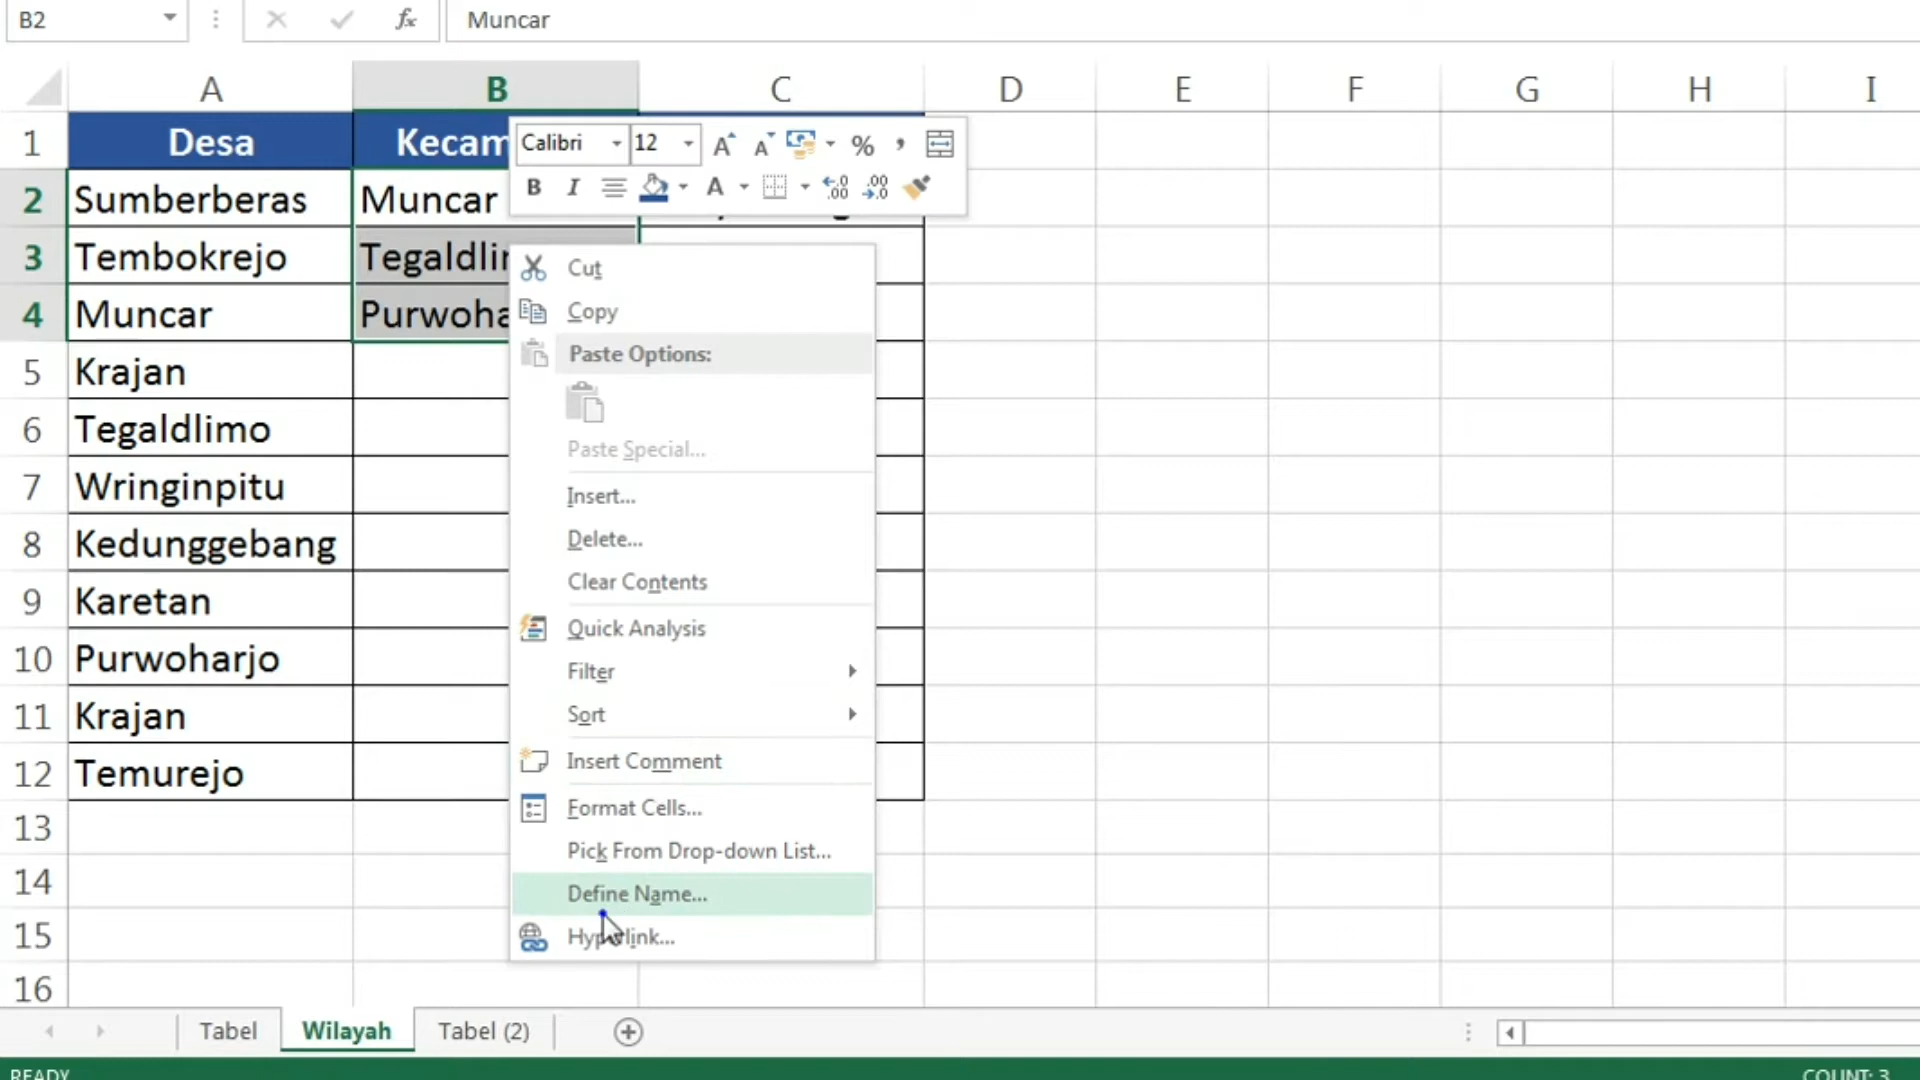 B2
fx
Muncar
A B C D E F G H I
1 Desa
2 Sumberberas Muncar
3 Tembokrejo
4 Muncar
5 Krajan
6 Tegaldlimo
7 Wringinpitu
8 Kedunggebang
9 Karetan
10 Purwoharjo
11 Krajan
12 Temurejo
13
14
15
16
Calibri 12 A A % ,
B I A .00 .00
Cut
Copy
Paste Options:
Paste Special...
Insert...
Delete...
Clear Contents
Quick Analysis
Filter
Sort
Insert Comment
Format Cells...
Pick From Drop-down List...
Define Name...
Hyperlink...
Tabel Wilayah Tabel (2)
READY COUNT: 3